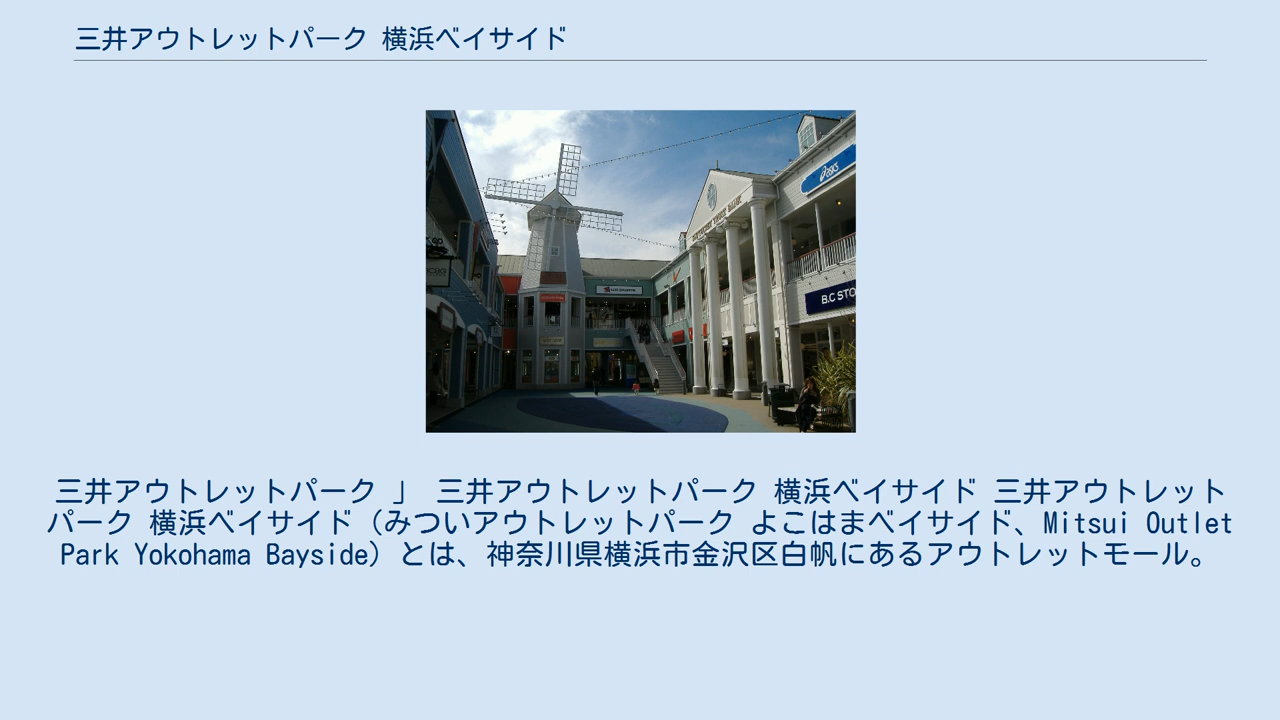 三井アウトレットパーク 横浜ベイサイド
asics
B.C STO
三井アウトレットパーク 」 三井アウトレットパーク 横浜ベイサイド 三井アウトレット
パーク 横浜ベイサイド（みついアウトレットパーク よこはまベイサイド、Mitsui Outlet
Park Yokohama Bayside）とは、神奈川県横浜市金沢区白帆にあるアウトレットモール。